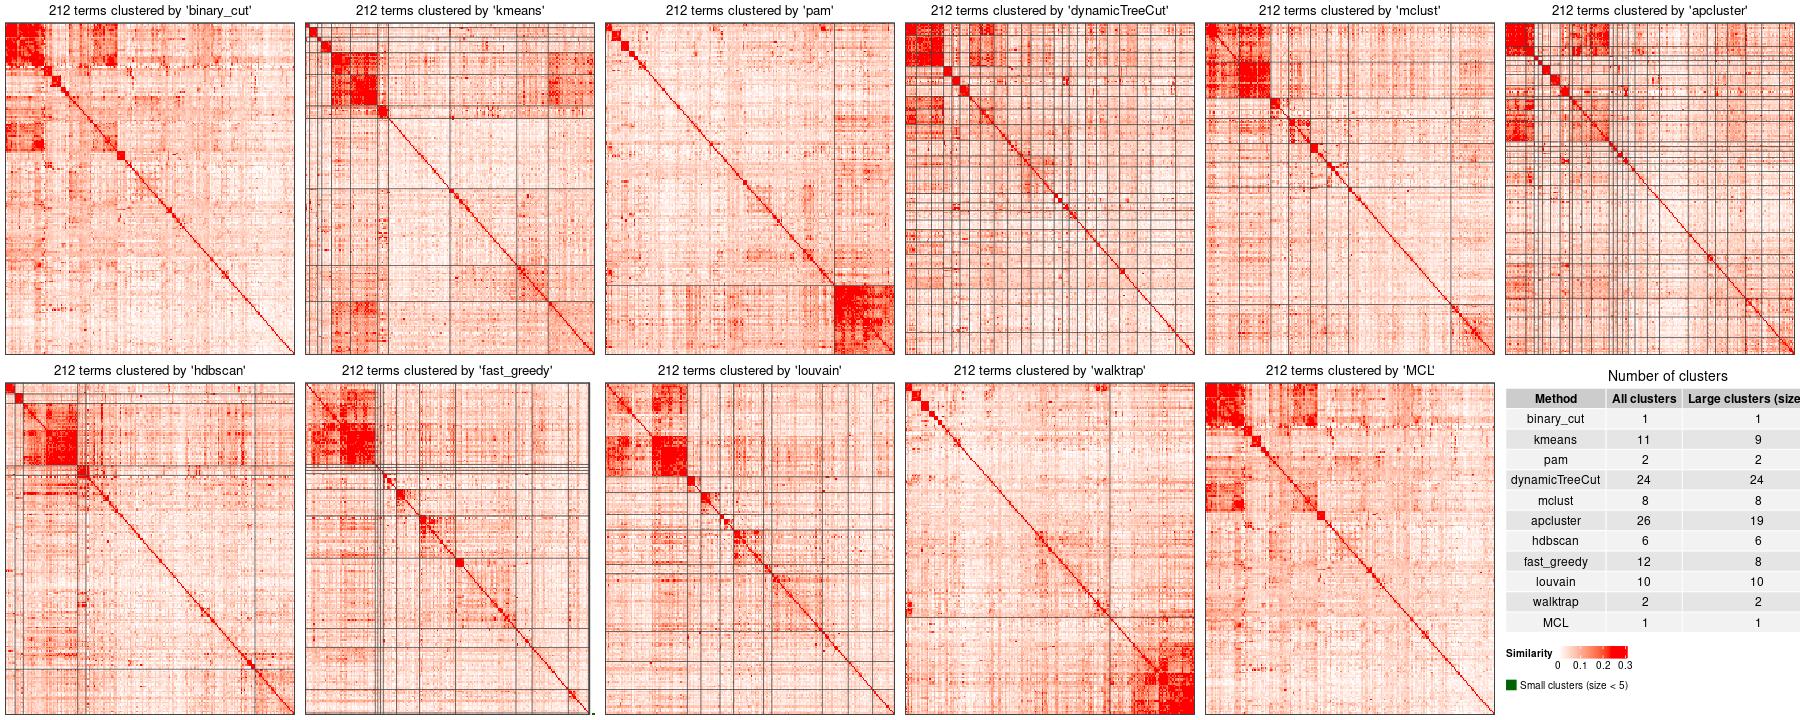 212 terms clustered by 'binary_cut'
212 terms clustered by 'kmeans'
212 terms clustered by 'pam'
212 terms clustered by 'dynamicTreeCut'
212 terms clustered by 'mclust'
212 terms clustered by 'apcluster'
212 terms clustered by 'hdbscan'
212 terms clustered by 'fast_greedy'
212 terms clustered by 'louvain'
212 terms clustered by 'walktrap'
212 terms clustered by 'MCL'
Number of clusters
Method All clusters Large clusters (size
binary_cut 1 1
kmeans 11 9
pam 2 2
dynamicTreeCut 24 24
mclust 8 8
apcluster 26 19
hdbscan 6 6
fast_greedy 12 8
louvain 10 10
walktrap 2 2
MCL 1 1
Similarity
0 0.1 0.2 0.3
Small clusters (size < 5)